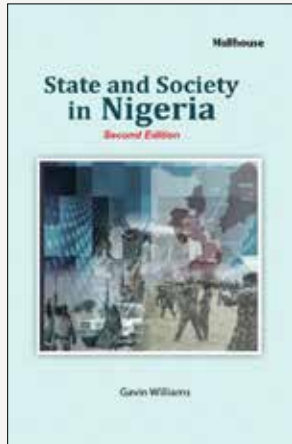 Malthouse
State and Society
in Nigeria
Second Edition
Gavin Williams